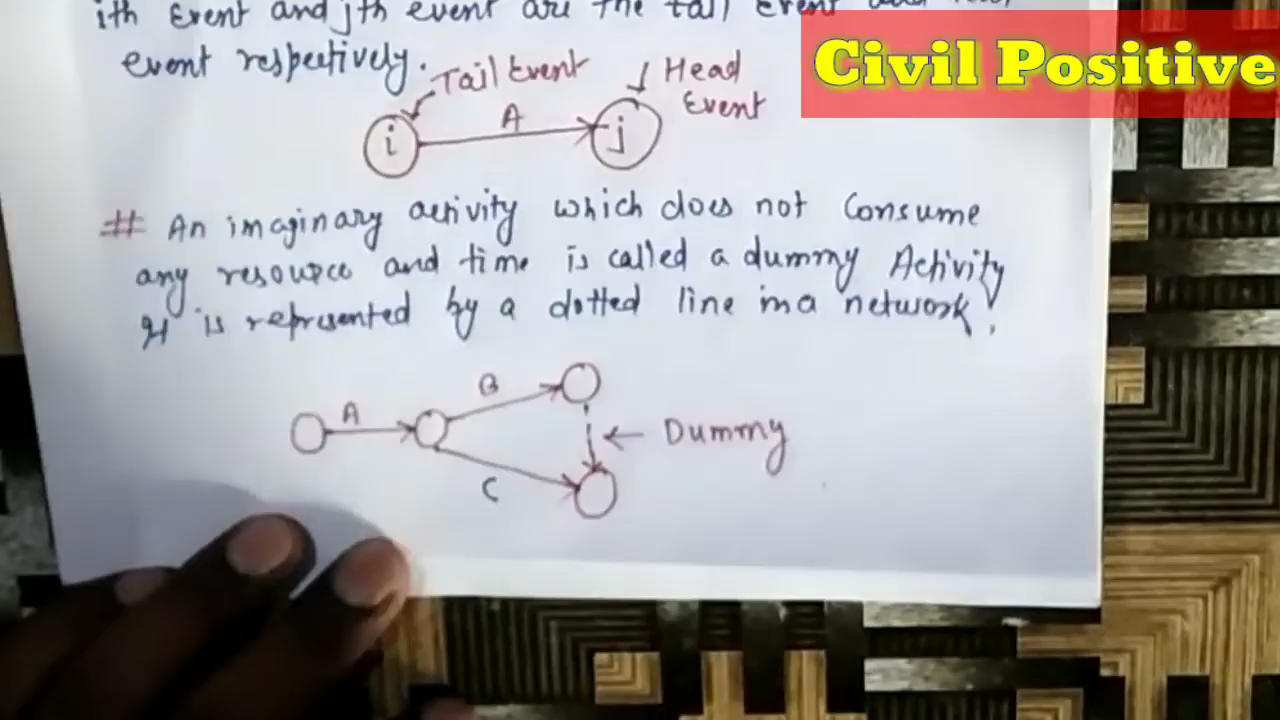 ith Event and jth event are the tail Event
event respectively.
Tail Event
Head
Event
Civil Positive
i
A
j
# An imaginary activity which does not Consume
any resource and time is called a dummy Activity
It is represented by a dotted line in a network.
A
B
C
Dummy